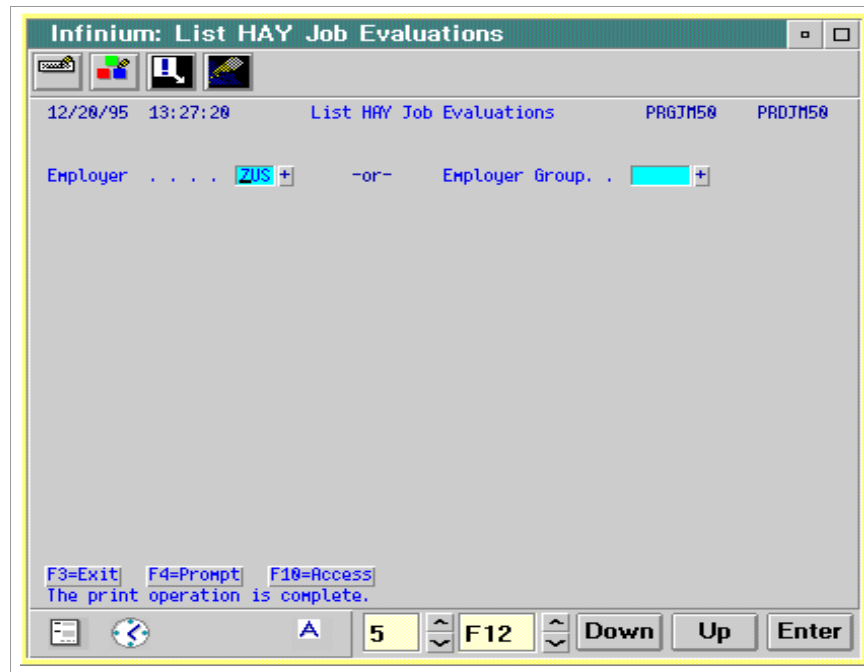 Infinium: List HAY Job Evaluations
12/20/95 13:27:20 List HAY Job Evaluations PRGJM50 PRDJM50
Employer . . . . ZUS + -or- Employer Group. . +
F3=Exit F4=Prompt F10=Access
The print operation is complete.
A 5 F12 Down Up Enter